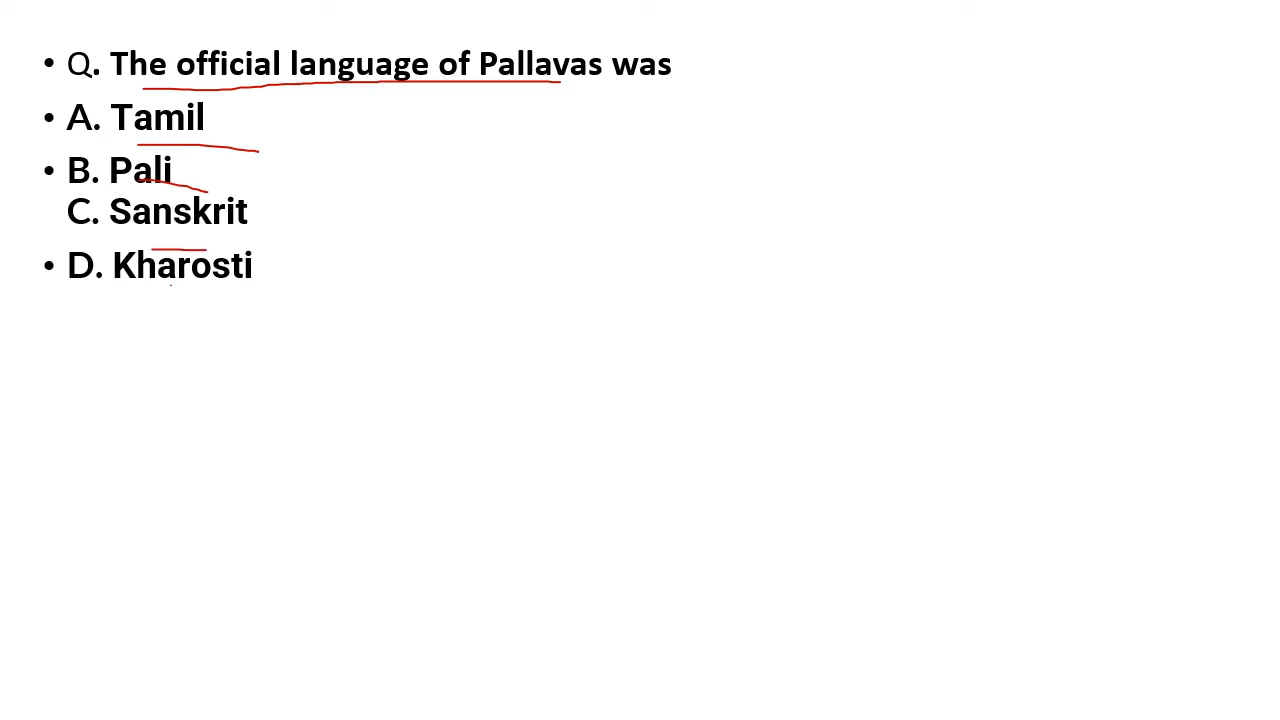 • Q. The official language of Pallavas was
• A. Tamil
• B. Pali
C. Sanskrit
• D. Kharosti